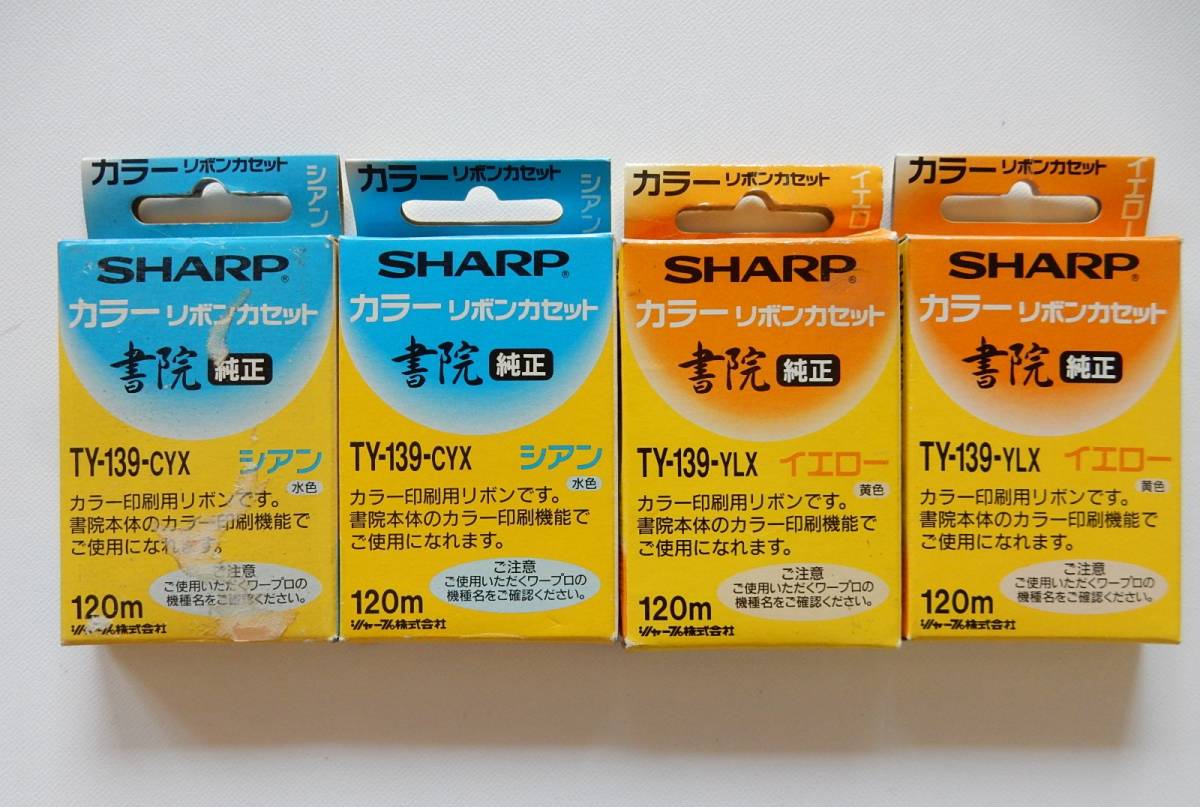 カラー リボンカセット シアン
SHARP®
カラー リボンカセット
書院 純正
TY-139-CYX シアン
水色
カラー印刷用リボンです。
書院本体のカラー印刷機能で
ご使用になれます。
ご注意
ご使用いただくワープロの
機種名をご確認ください。
120m
シャープ株式会社
カラー リボンカセット シアン
SHARP®
カラー リボンカセット
書院 純正
TY-139-CYX シアン
水色
カラー印刷用リボンです。
書院本体のカラー印刷機能で
ご使用になれます。
ご注意
ご使用いただくワープロの
機種名をご確認ください。
120m
シャープ株式会社
カラー リボンカセット イエロー
SHARP®
カラー リボンカセット
書院 純正
TY-139-YLX イエロー
黄色
カラー印刷用リボンです。
書院本体のカラー印刷機能で
ご使用になれます。
ご注意
ご使用いただくワープロの
機種名をご確認ください。
120m
シャープ株式会社
カラー リボンカセット イエロー
SHARP®
カラー リボンカセット
書院 純正
TY-139-YLX イエロー
黄色
カラー印刷用リボンです。
書院本体のカラー印刷機能で
ご使用になれます。
ご注意
ご使用いただくワープロの
機種名をご確認ください。
120m
シャープ株式会社